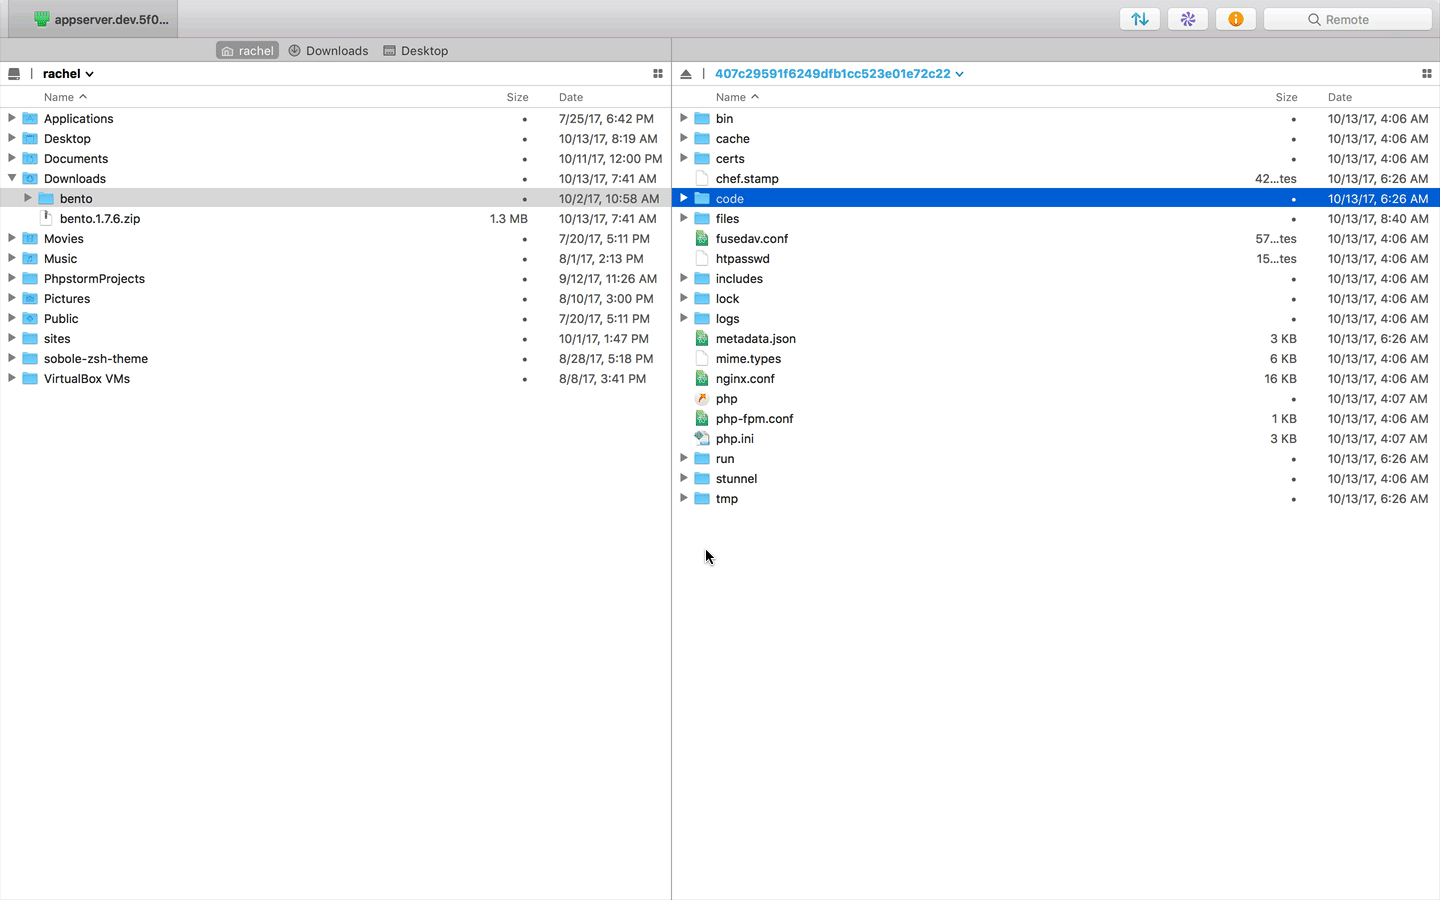 appserver.dev.5f0...
Remote
rachel
Downloads
Desktop
rachel
Name Size Date
Applications • 7/25/17, 6:42 PM
Desktop • 10/13/17, 8:19 AM
Documents • 10/11/17, 12:00 PM
Downloads • 10/13/17, 7:41 AM
bento • 10/2/17, 10:58 AM
bento.1.7.6.zip 1.3 MB 10/13/17, 7:41 AM
Movies • 7/20/17, 5:11 PM
Music • 8/1/17, 2:13 PM
PhpstormProjects • 9/12/17, 11:26 AM
Pictures • 8/10/17, 3:00 PM
Public • 7/20/17, 5:11 PM
sites • 10/1/17, 1:47 PM
sobole-zsh-theme • 8/28/17, 5:18 PM
VirtualBox VMs • 8/8/17, 3:41 PM
407c29591f6249dfb1cc523e01e72c22
Name Size Date
bin • 10/13/17, 4:06 AM
cache • 10/13/17, 4:06 AM
certs • 10/13/17, 4:06 AM
chef.stamp 42...tes 10/13/17, 6:26 AM
code • 10/13/17, 6:26 AM
files • 10/13/17, 8:40 AM
fusedav.conf 57...tes 10/13/17, 4:06 AM
htpasswd 15...tes 10/13/17, 4:06 AM
includes • 10/13/17, 4:06 AM
lock • 10/13/17, 4:06 AM
logs • 10/13/17, 4:06 AM
metadata.json 3 KB 10/13/17, 6:26 AM
mime.types 6 KB 10/13/17, 4:06 AM
nginx.conf 16 KB 10/13/17, 4:06 AM
php • 10/13/17, 4:07 AM
php-fpm.conf 1 KB 10/13/17, 4:06 AM
php.ini 3 KB 10/13/17, 4:07 AM
run • 10/13/17, 6:26 AM
stunnel • 10/13/17, 4:06 AM
tmp • 10/13/17, 6:26 AM